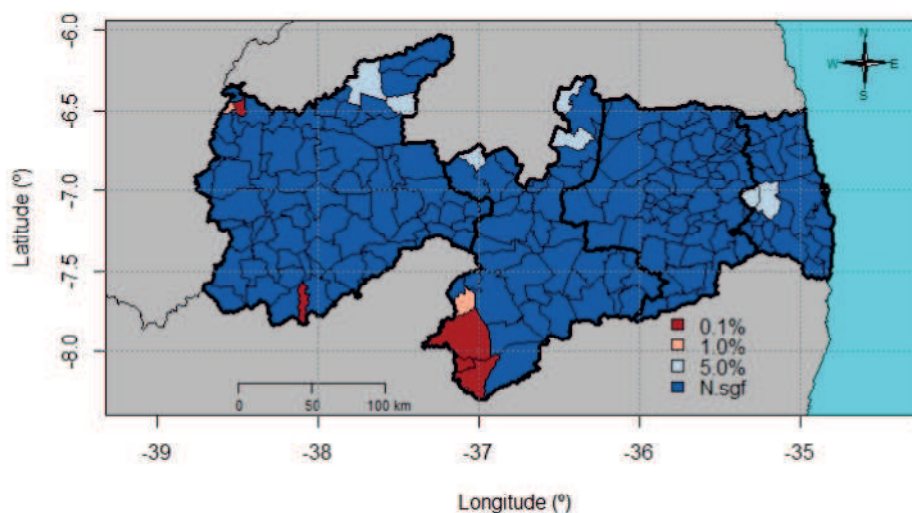 -6.0
-6.5
-7.0
-7.5
-8.0
Latitude (º)
N
W E
S
0.1%
1.0%
5.0%
N.sgf
0 50 100 km
-39 -38 -37 -36 -35
Longitude (º)